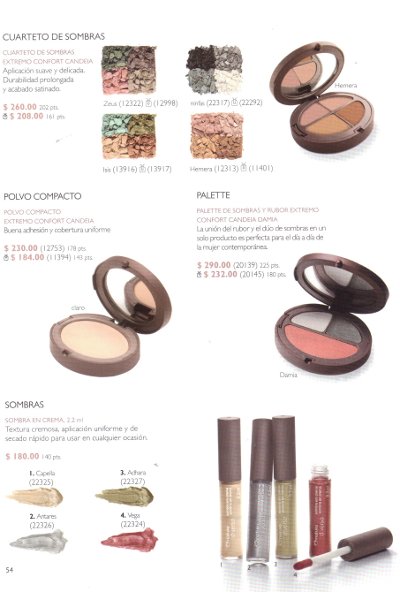 CUARTETO DE SOMBRAS
CUARTETO DE SOMBRAS
EXTREMO CONFORT CANDEIA
Aplicación suave y delicada.
Durabilidad prolongada
y acabado satinado.
$ 260.00 202 pts.
$ 208.00 161 pts.
Zeus (12322) (12998)
ninfas (22317) (22292)
Hemera
Isis (13916) (13917)
Hemera (12313) (11401)
POLVO COMPACTO
POLVO COMPACTO
EXTREMO CONFORT CANDEIA
Buena adhesión y cobertura uniforme
$ 230.00 (12753) 178 pts.
$ 184.00 (11394) 143 pts.
claro
PALETTE
PALETTE DE SOMBRAS Y RUBOR EXTREMO
CONFORT CANDEIA DAMIA
La unión del rubor y el dúo de sombras en un
solo producto es perfecta para el día a día de
la mujer contemporánea.
$ 290.00 (20139) 225 pts.
$ 232.00 (20145) 180 pts.
Damia
SOMBRAS
SOMBRA EN CREMA, 2.2 ml
Textura cremosa, aplicación uniforme y de
secado rápido para usar en cualquier ocasión.
$ 180.00 140 pts.
1. Capella
(22325)
3. Adhara
(22327)
2. Antares
(22326)
4. Vega
(22324)
1
2
3
4
54